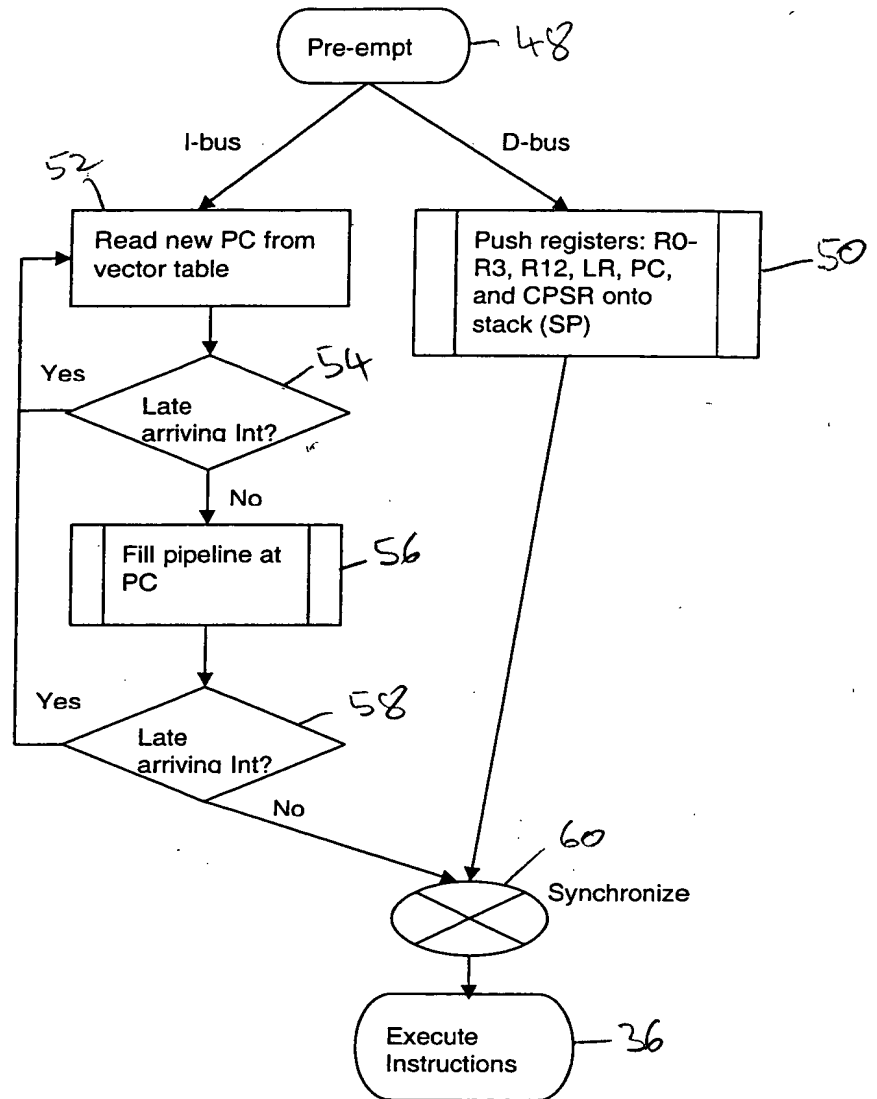 Pre-empt
48
I-bus
D-bus
52
Read new PC from
vector table
Push registers: R0-
R3, R12, LR, PC,
and CPSR onto
stack (SP)
50
Yes
54
Late
arriving Int?
No
Fill pipeline at
PC
56
Yes
58
Late
arriving Int?
No
60
Synchronize
Execute
Instructions
36